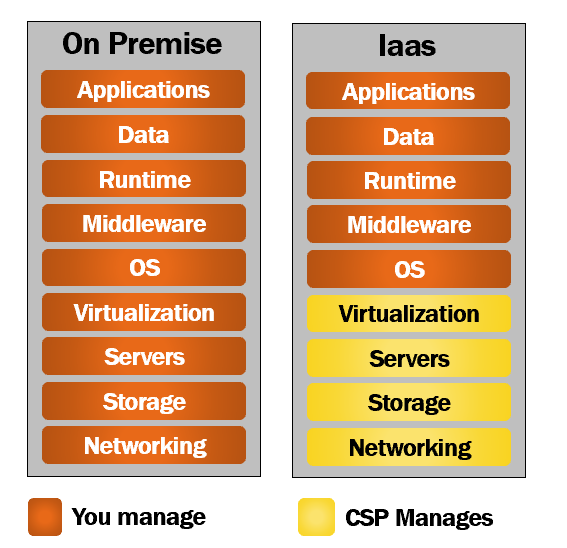 On Premise
Applications
Data
Runtime
Middleware
OS
Virtualization
Servers
Storage
Networking
Iaas
Applications
Data
Runtime
Middleware
OS
Virtualization
Servers
Storage
Networking
You manage
CSP Manages